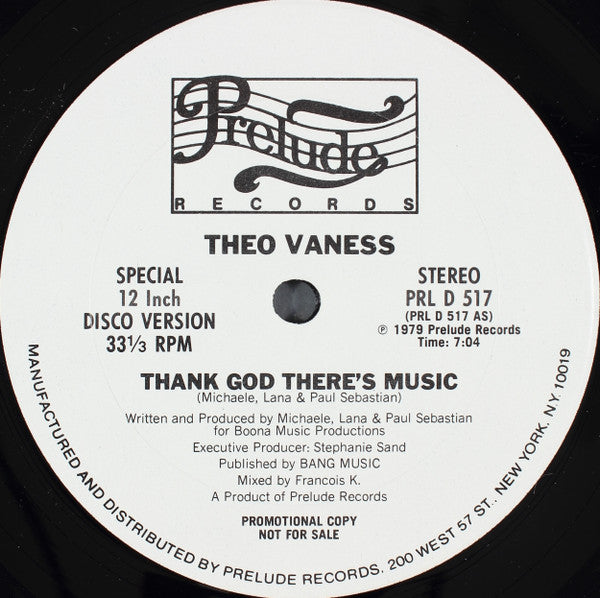 Prelude
RECORDS
THEO VANESS
SPECIAL
12 Inch
DISCO VERSION
33⅓ RPM
STEREO
PRL D 517
(PRL D 517 AS)
℗ 1979 Prelude Records
Time: 7:04
THANK GOD THERE'S MUSIC
(Michaele, Lana & Paul Sebastian)
Written and Produced by Michaele, Lana & Paul Sebastian
for Boona Music Productions
Executive Producer: Stephanie Sand
Published by BANG MUSIC
Mixed by Francois K.
A Product of Prelude Records
PROMOTIONAL COPY
NOT FOR SALE
MANUFACTURED AND DISTRIBUTED BY PRELUDE RECORDS, 200 WEST 57 ST., NEW YORK, N.Y. 10019